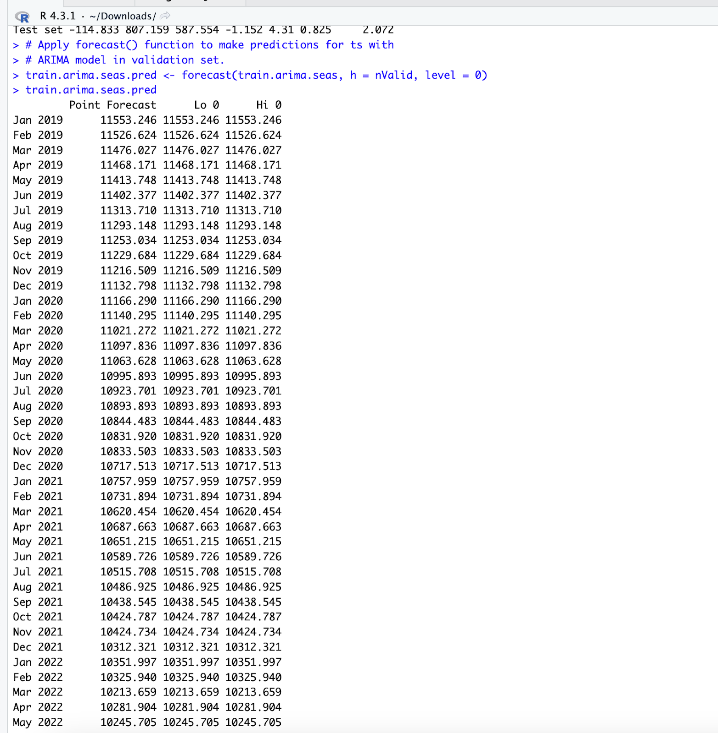 R 4.3.1 · ~/Downloads/
Test set -114.833 807.159 587.554 -1.152 4.31 0.825     2.072
> # Apply forecast() function to make predictions for ts with
> # ARIMA model in validation set.
> train.arima.seas.pred <- forecast(train.arima.seas, h = nValid, level = 0)
> train.arima.seas.pred
         Point Forecast      Lo 0      Hi 0
Jan 2019      11553.246 11553.246 11553.246
Feb 2019      11526.624 11526.624 11526.624
Mar 2019      11476.027 11476.027 11476.027
Apr 2019      11468.171 11468.171 11468.171
May 2019      11413.748 11413.748 11413.748
Jun 2019      11402.377 11402.377 11402.377
Jul 2019      11313.710 11313.710 11313.710
Aug 2019      11293.148 11293.148 11293.148
Sep 2019      11253.034 11253.034 11253.034
Oct 2019      11229.684 11229.684 11229.684
Nov 2019      11216.509 11216.509 11216.509
Dec 2019      11132.798 11132.798 11132.798
Jan 2020      11166.290 11166.290 11166.290
Feb 2020      11140.295 11140.295 11140.295
Mar 2020      11021.272 11021.272 11021.272
Apr 2020      11097.836 11097.836 11097.836
May 2020      11063.628 11063.628 11063.628
Jun 2020      10995.893 10995.893 10995.893
Jul 2020      10923.701 10923.701 10923.701
Aug 2020      10893.893 10893.893 10893.893
Sep 2020      10844.483 10844.483 10844.483
Oct 2020      10831.920 10831.920 10831.920
Nov 2020      10833.503 10833.503 10833.503
Dec 2020      10717.513 10717.513 10717.513
Jan 2021      10757.959 10757.959 10757.959
Feb 2021      10731.894 10731.894 10731.894
Mar 2021      10620.454 10620.454 10620.454
Apr 2021      10687.663 10687.663 10687.663
May 2021      10651.215 10651.215 10651.215
Jun 2021      10589.726 10589.726 10589.726
Jul 2021      10515.708 10515.708 10515.708
Aug 2021      10486.925 10486.925 10486.925
Sep 2021      10438.545 10438.545 10438.545
Oct 2021      10424.787 10424.787 10424.787
Nov 2021      10424.734 10424.734 10424.734
Dec 2021      10312.321 10312.321 10312.321
Jan 2022      10351.997 10351.997 10351.997
Feb 2022      10325.940 10325.940 10325.940
Mar 2022      10213.659 10213.659 10213.659
Apr 2022      10281.904 10281.904 10281.904
May 2022      10245.705 10245.705 10245.705